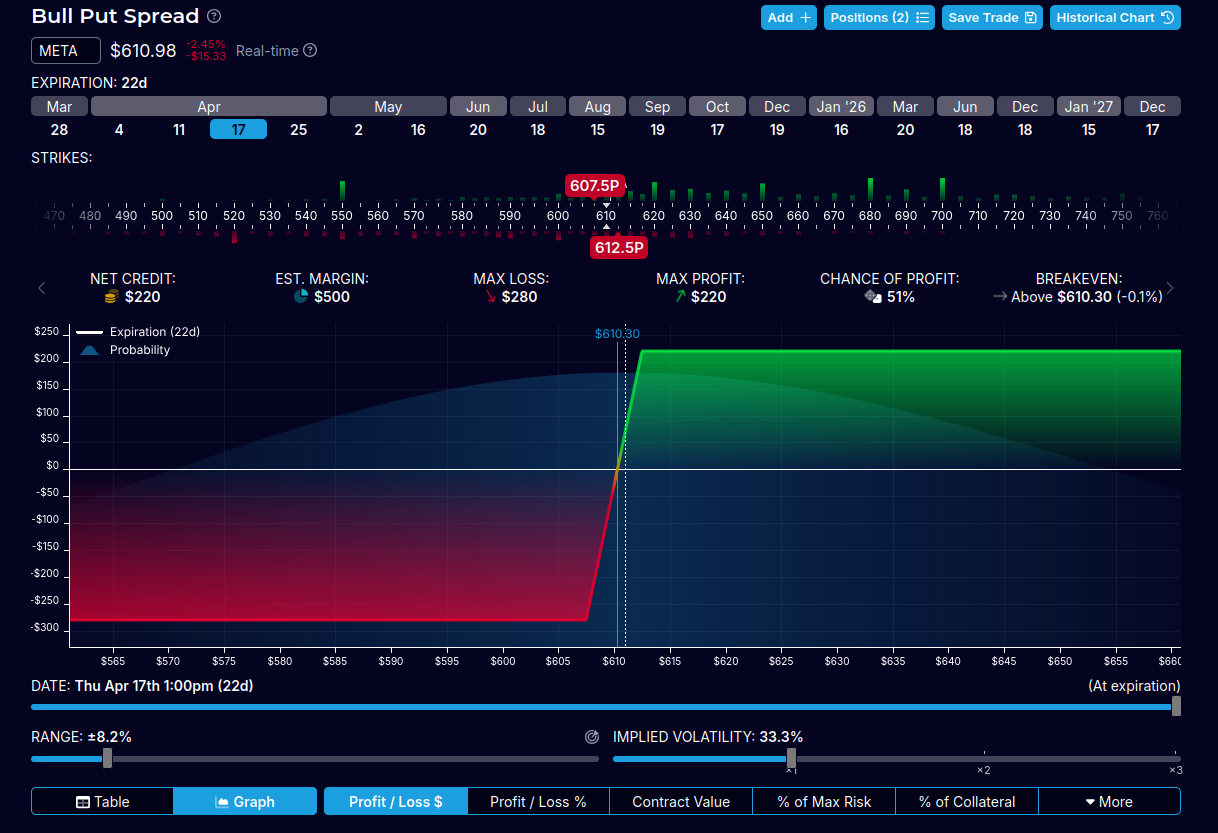 Bull Put Spread
Add + Positions (2) Save Trade Historical Chart
META $610.98 -2.45% -$15.33 Real-time
EXPIRATION: 22d
Mar Apr May Jun Jul Aug Sep Oct Dec Jan '26 Mar Jun Dec Jan '27 Dec
28 4 11 17 25 2 16 20 18 15 19 17 19 16 20 18 18 15 17
STRIKES:
607.5P
470 480 490 500 510 520 530 540 550 560 570 580 590 600 610 620 630 640 650 660 670 680 690 700 710 720 730 740 750 760
612.5P
NET CREDIT: EST. MARGIN: MAX LOSS: MAX PROFIT: CHANCE OF PROFIT: BREAKEVEN:
$220 $500 $280 $220 51% Above $610.30 (-0.1%)
$610.30
Expiration (22d)
Probability
$250
$200
$150
$100
$50
$0
-$50
-$100
-$150
-$200
-$250
-$300
$565 $570 $575 $580 $585 $590 $595 $600 $605 $610 $615 $620 $625 $630 $635 $640 $645 $650 $655 $660
DATE: Thu Apr 17th 1:00pm (22d) (At expiration)
RANGE: ±8.2% IMPLIED VOLATILITY: 33.3%
×1 ×2 ×3
Table Graph Profit / Loss $ Profit / Loss % Contract Value % of Max Risk % of Collateral More